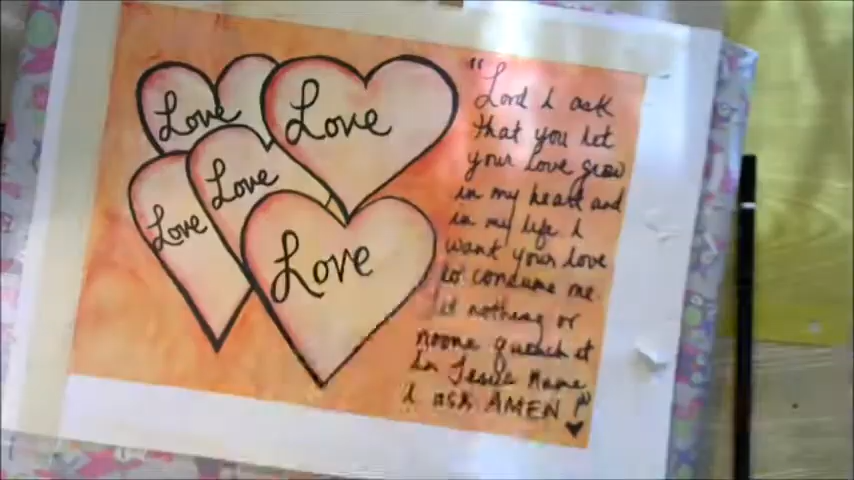 Love
Love
Love
Love
Love
"Lord I ask
that you let
your Love grow
in my heart and
in my life I
want your Love
to consume me.
let nothing or
noone quench it
In Jesus Name
I ask AMEN!"